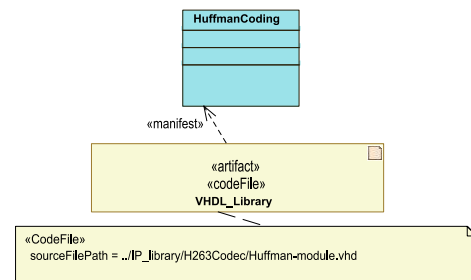 HuffmanCoding
«manifest»
«artifact»
«codeFile»
VHDL_Library
«CodeFile»
sourceFilePath = ../IP_library/H263Codec/Huffman-module.vhd